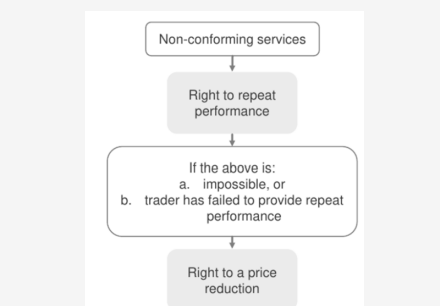 Non-conforming services
Right to repeat
performance
If the above is:
a. impossible, or
b. trader has failed to provide repeat
performance
Right to a price
reduction